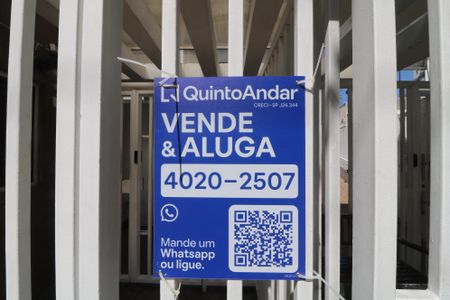 QuintoAndar
CRECI-SP J24.344
VENDE
& ALUGA
4020-2507
Mande um
Whatsapp
ou ligue.